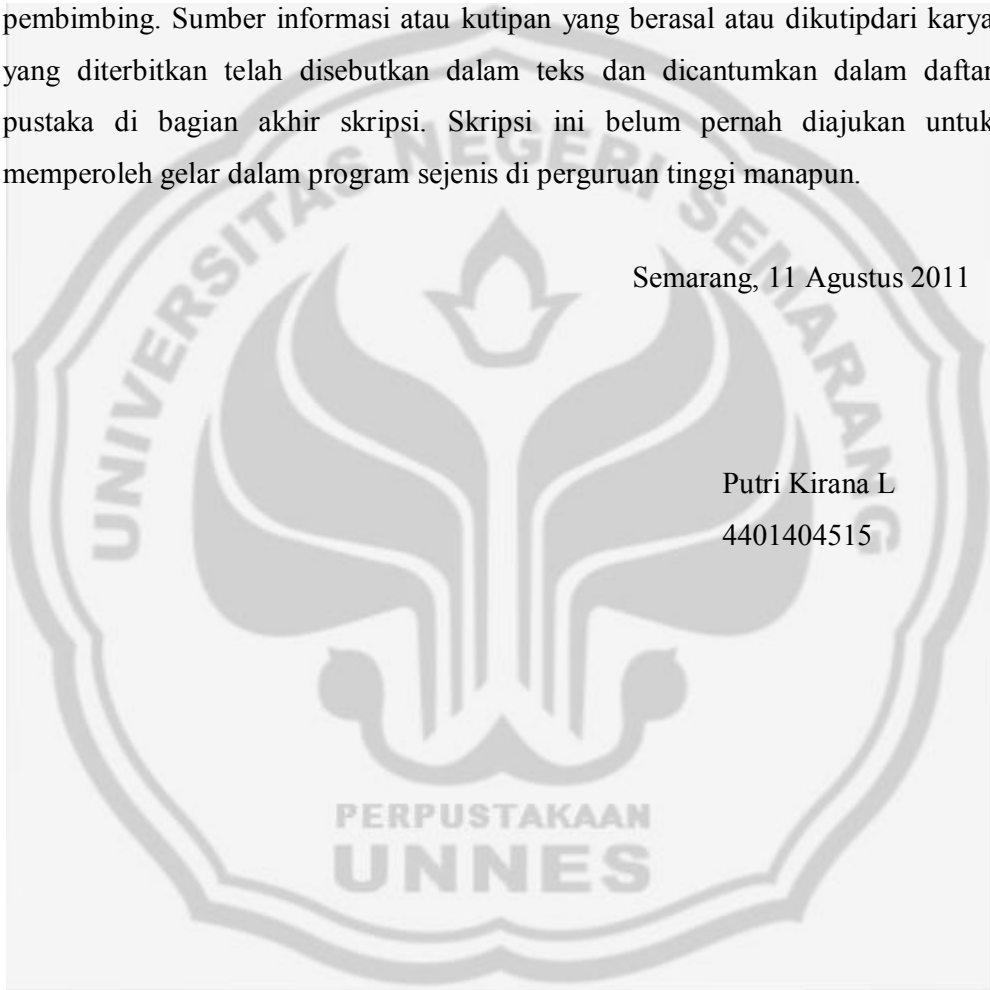 pembimbing. Sumber informasi atau kutipan yang berasal atau dikutipdari karya
yang diterbitkan telah disebutkan dalam teks dan dicantumkan dalam daftar
pustaka di bagian akhir skripsi. Skripsi ini belum pernah diajukan untuk
memperoleh gelar dalam program sejenis di perguruan tinggi manapun.
UNIVERSITAS NEGERI SEMARANG
Semarang, 11 Agustus 2011
Putri Kirana L
4401404515
PERPUSTAKAAN
UNNES